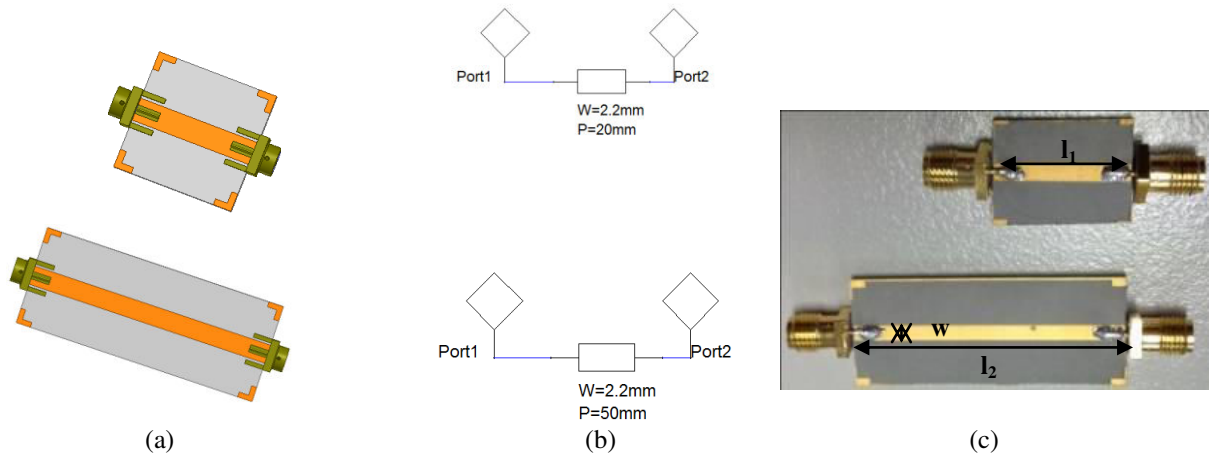 Port1 Port2
W=2.2mm
P=20mm
l₁
Port1 Port2
W=2.2mm
P=50mm
w
l₂
(a) (b) (c)